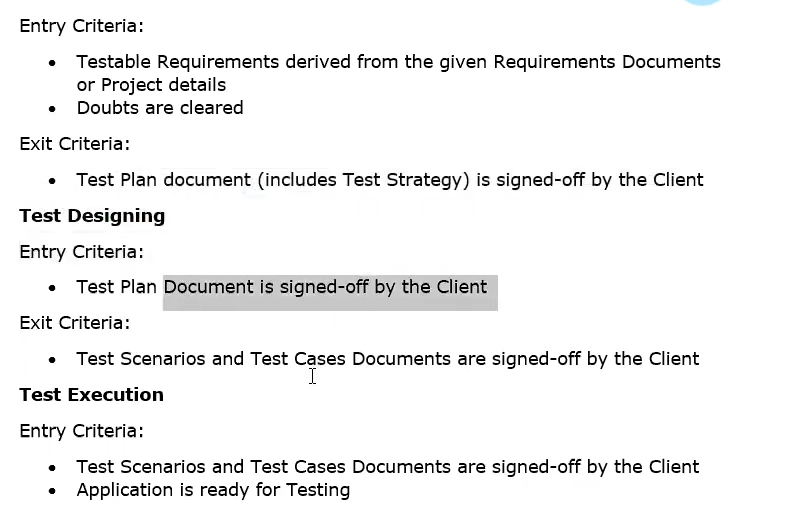 Entry Criteria:
• Testable Requirements derived from the given Requirements Documents
or Project details
• Doubts are cleared
Exit Criteria:
• Test Plan document (includes Test Strategy) is signed-off by the Client
Test Designing
Entry Criteria:
• Test Plan Document is signed-off by the Client
Exit Criteria:
• Test Scenarios and Test Cases Documents are signed-off by the Client
Test Execution
Entry Criteria:
• Test Scenarios and Test Cases Documents are signed-off by the Client
• Application is ready for Testing